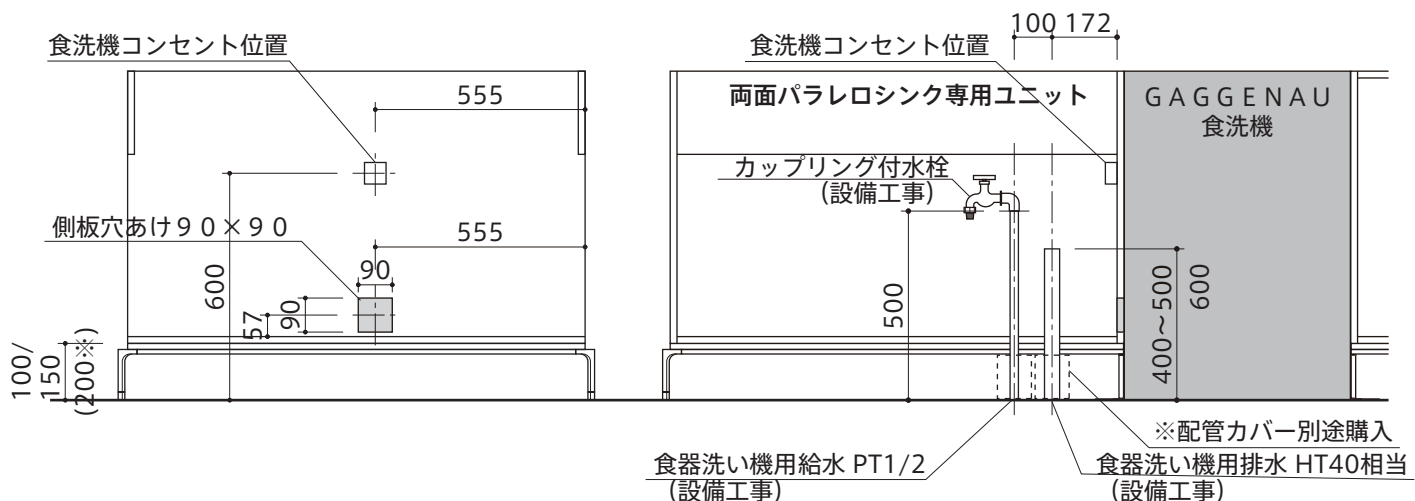 食洗機コンセント位置
555
側板穴あけ90×90
555
90
600
90
57
100/
150
(200※)
100 172
食洗機コンセント位置
両面パラレロシンク専用ユニット
GAGGENAU
食洗機
カップリング付水栓
(設備工事)
500
400~500
600
※配管カバー別途購入
食器洗い機用給水 PT1/2
(設備工事)
食器洗い機用排水 HT40相当
(設備工事)